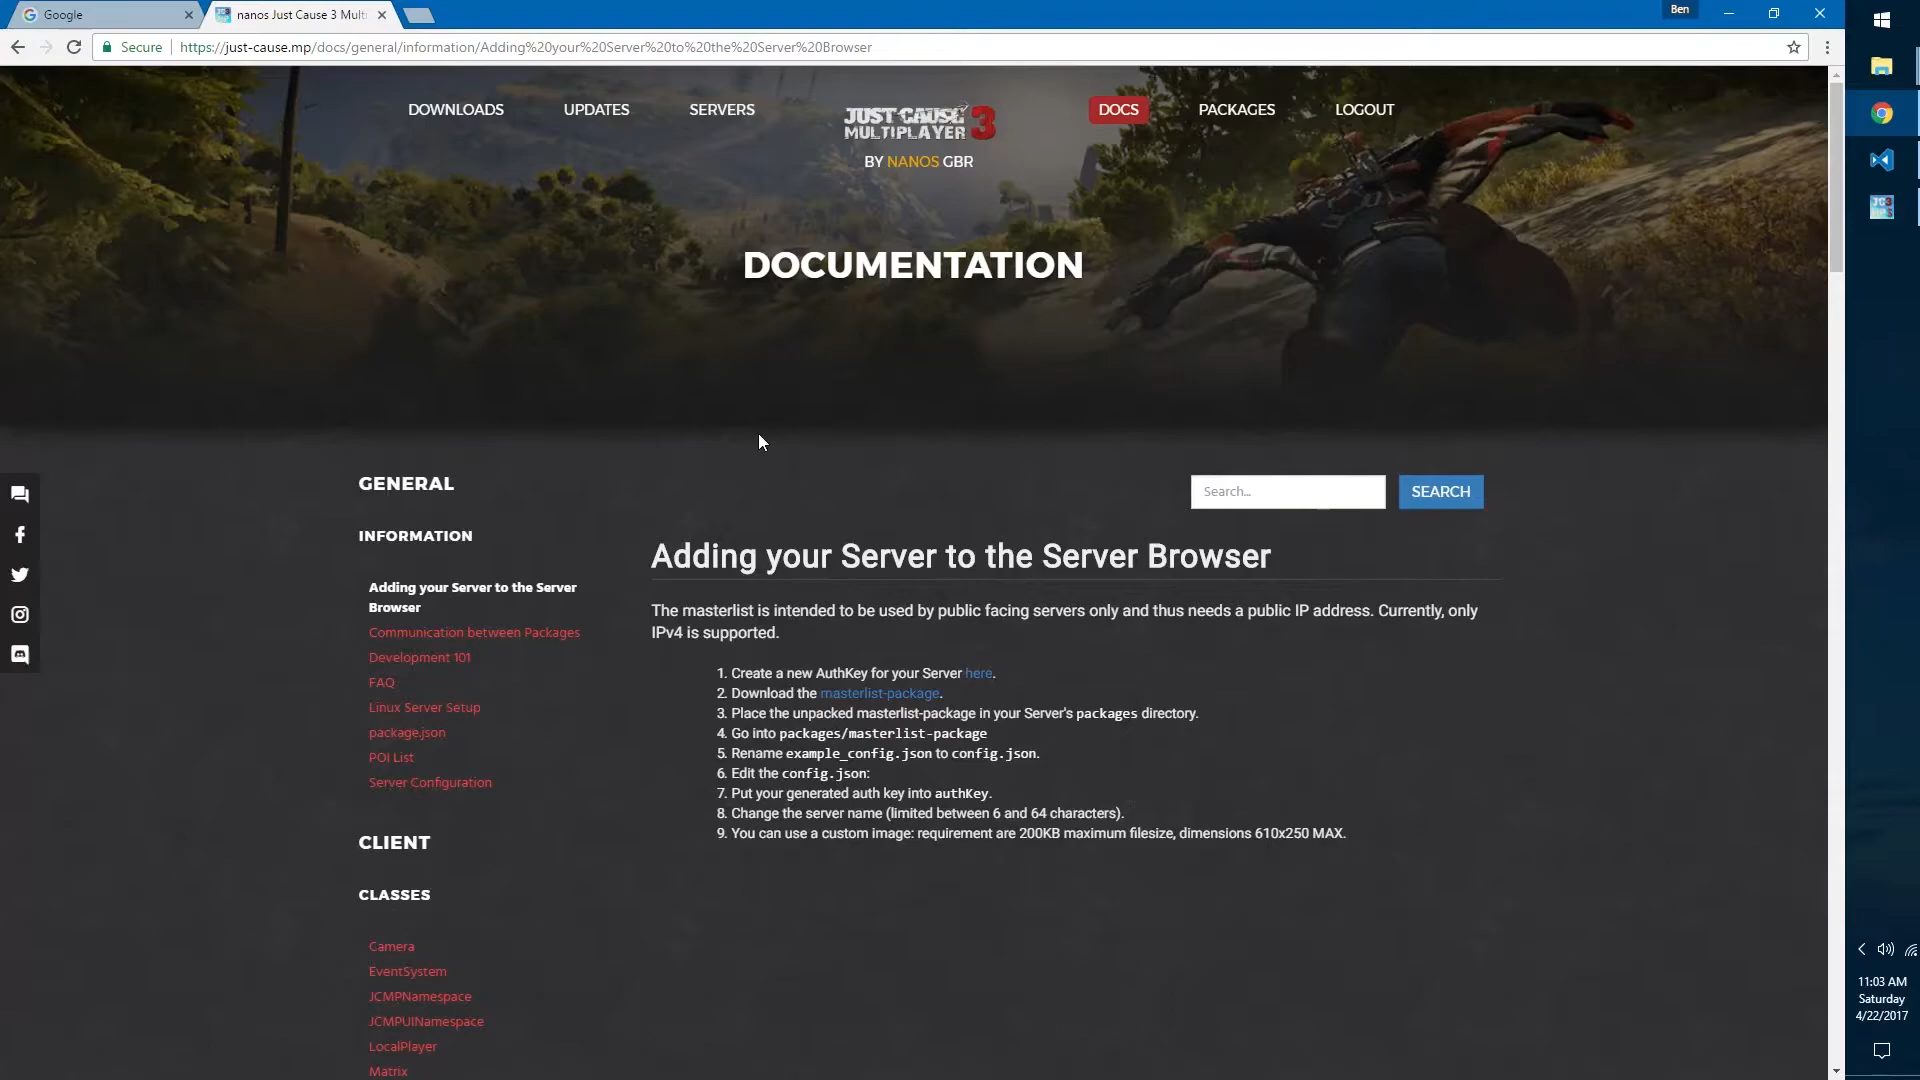 Google
nanos Just Cause 3 Mult
Ben
Secure
https://just-cause.mp/docs/general/information/Adding%20your%20Server%20to%20the%20Server%20Browser
DOWNLOADS
UPDATES
SERVERS
JUST CAUSE 3
MULTIPLAYER
BY NANOS GBR
DOCS
PACKAGES
LOGOUT
DOCUMENTATION
GENERAL
INFORMATION
Adding your Server to the Server
Browser
Communication between Packages
Development 101
FAQ
Linux Server Setup
package.json
POI List
Server Configuration
CLIENT
CLASSES
Camera
EventSystem
JCMPNamespace
JCMPUINamespace
LocalPlayer
Matrix
Search...
SEARCH
Adding your Server to the Server Browser
The masterlist is intended to be used by public facing servers only and thus needs a public IP address. Currently, only
IPv4 is supported.
1. Create a new AuthKey for your Server here.
2. Download the masterlist-package.
3. Place the unpacked masterlist-package in your Server's packages directory.
4. Go into packages/masterlist-package
5. Rename example_config.json to config.json.
6. Edit the config.json:
7. Put your generated auth key into authKey.
8. Change the server name (limited between 6 and 64 characters).
9. You can use a custom image: requirement are 200KB maximum filesize, dimensions 610x250 MAX.
11:03 AM
Saturday
4/22/2017